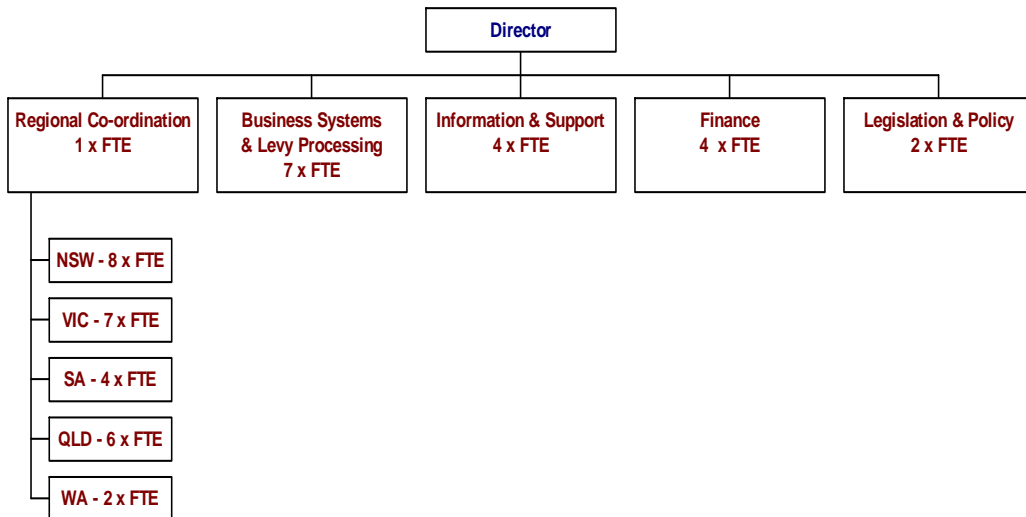 Director
Regional Co-ordination
1 x FTE
Business Systems
& Levy Processing
7 x FTE
Information & Support
4 x FTE
Finance
4 x FTE
Legislation & Policy
2 x FTE
NSW - 8 x FTE
VIC - 7 x FTE
SA - 4 x FTE
QLD - 6 x FTE
WA - 2 x FTE